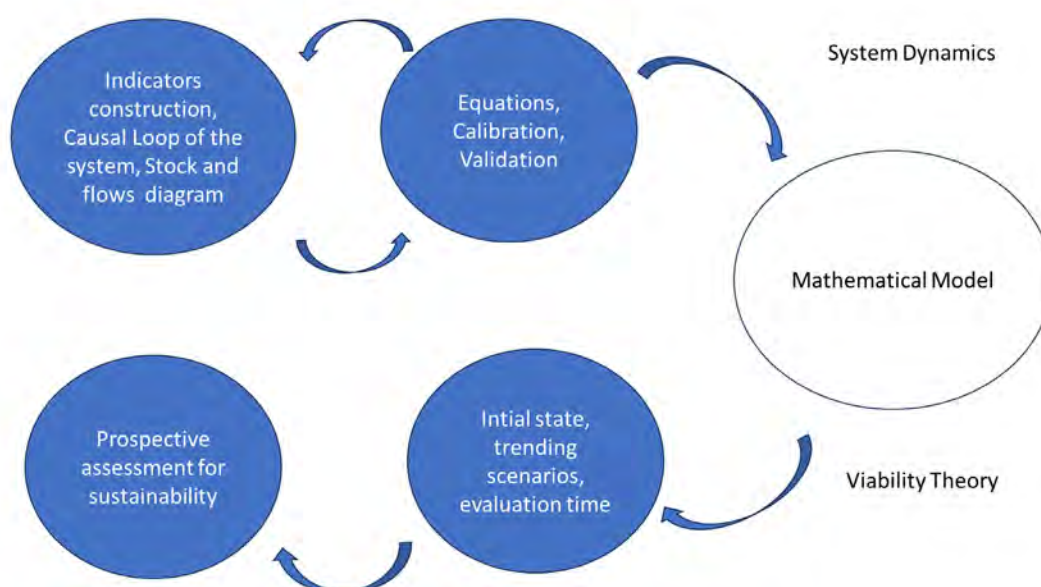 Indicators
construction,
Causal Loop of the
system, Stock and
flows diagram
Equations,
Calibration,
Validation
System Dynamics
Mathematical Model
Prospective
assessment for
sustainability
Intial state,
trending
scenarios,
evaluation time
Viability Theory